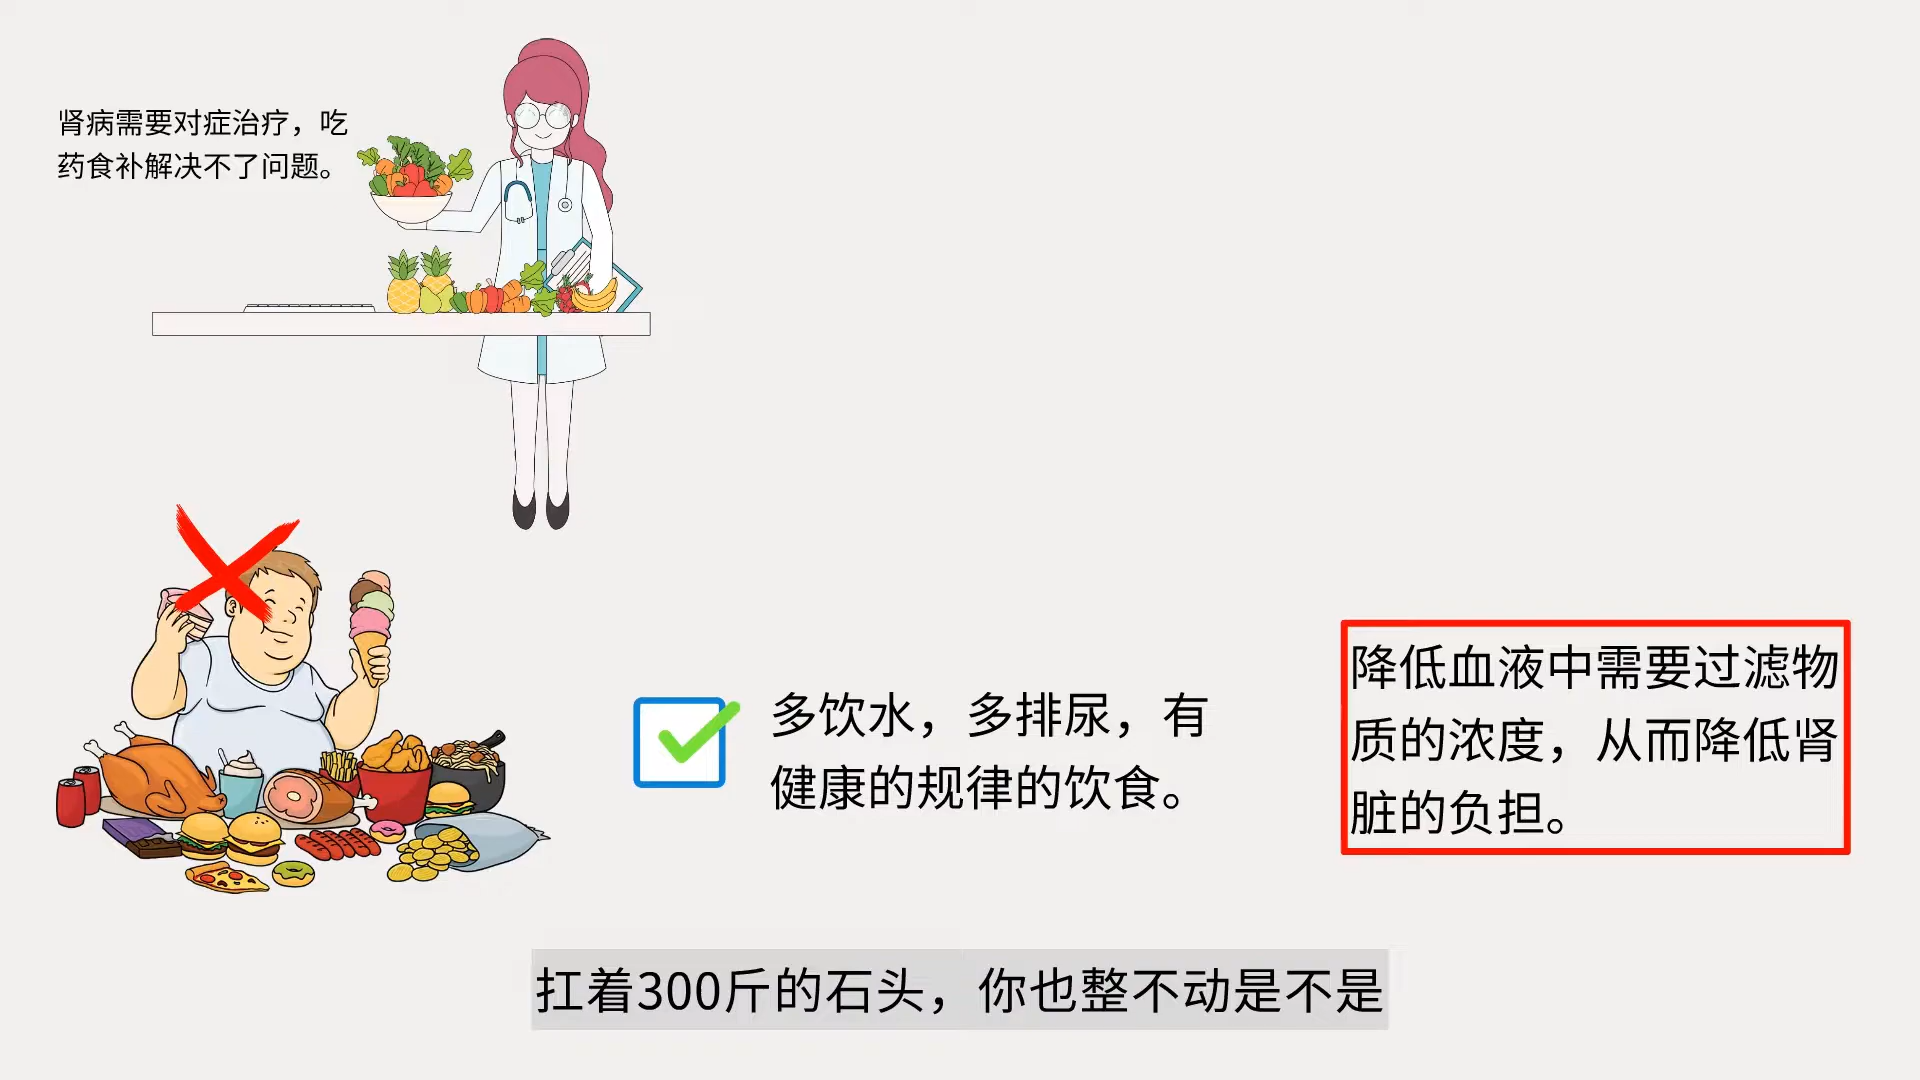 肾病需要对症治疗，吃
药食补解决不了问题。
多饮水，多排尿，有
健康的规律的饮食。
降低血液中需要过滤物
质的浓度，从而降低肾
脏的负担。
扛着300斤的石头，你也整不动是不是